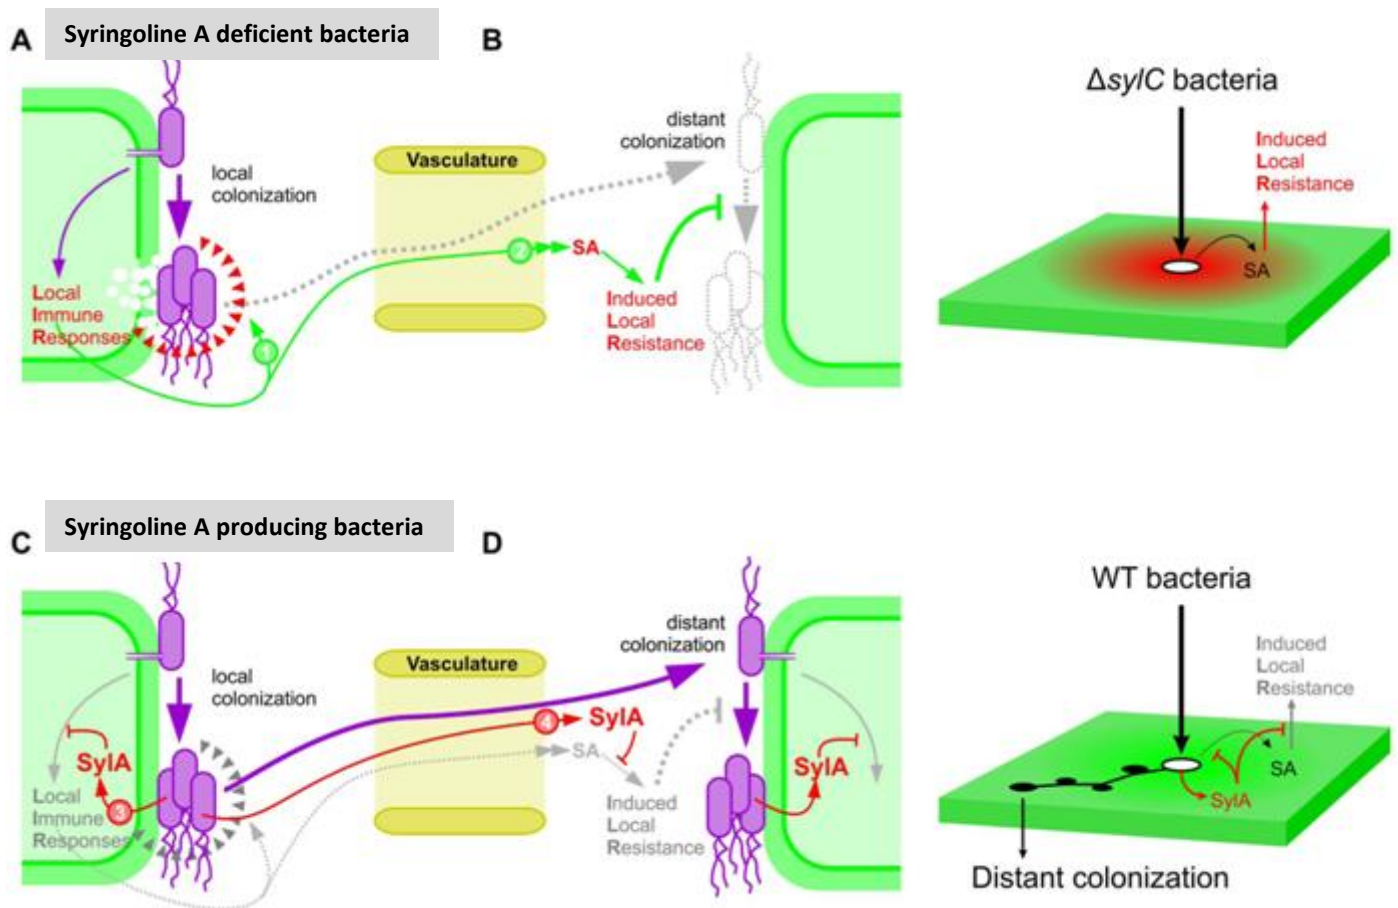 A
Syringoline A deficient bacteria
B
local
colonization
Local
Immune
Responses
1
Vasculature
2
SA
distant
colonization
Induced
Local
Resistance
ΔsylC bacteria
Induced
Local
Resistance
SA
C
Syringoline A producing bacteria
D
local
colonization
SylA
3
Local
Immune
Responses
Vasculature
4
SylA
SA
distant
colonization
Induced
Local
Resistance
SylA
WT bacteria
Induced
Local
Resistance
SA
SylA
Distant colonization